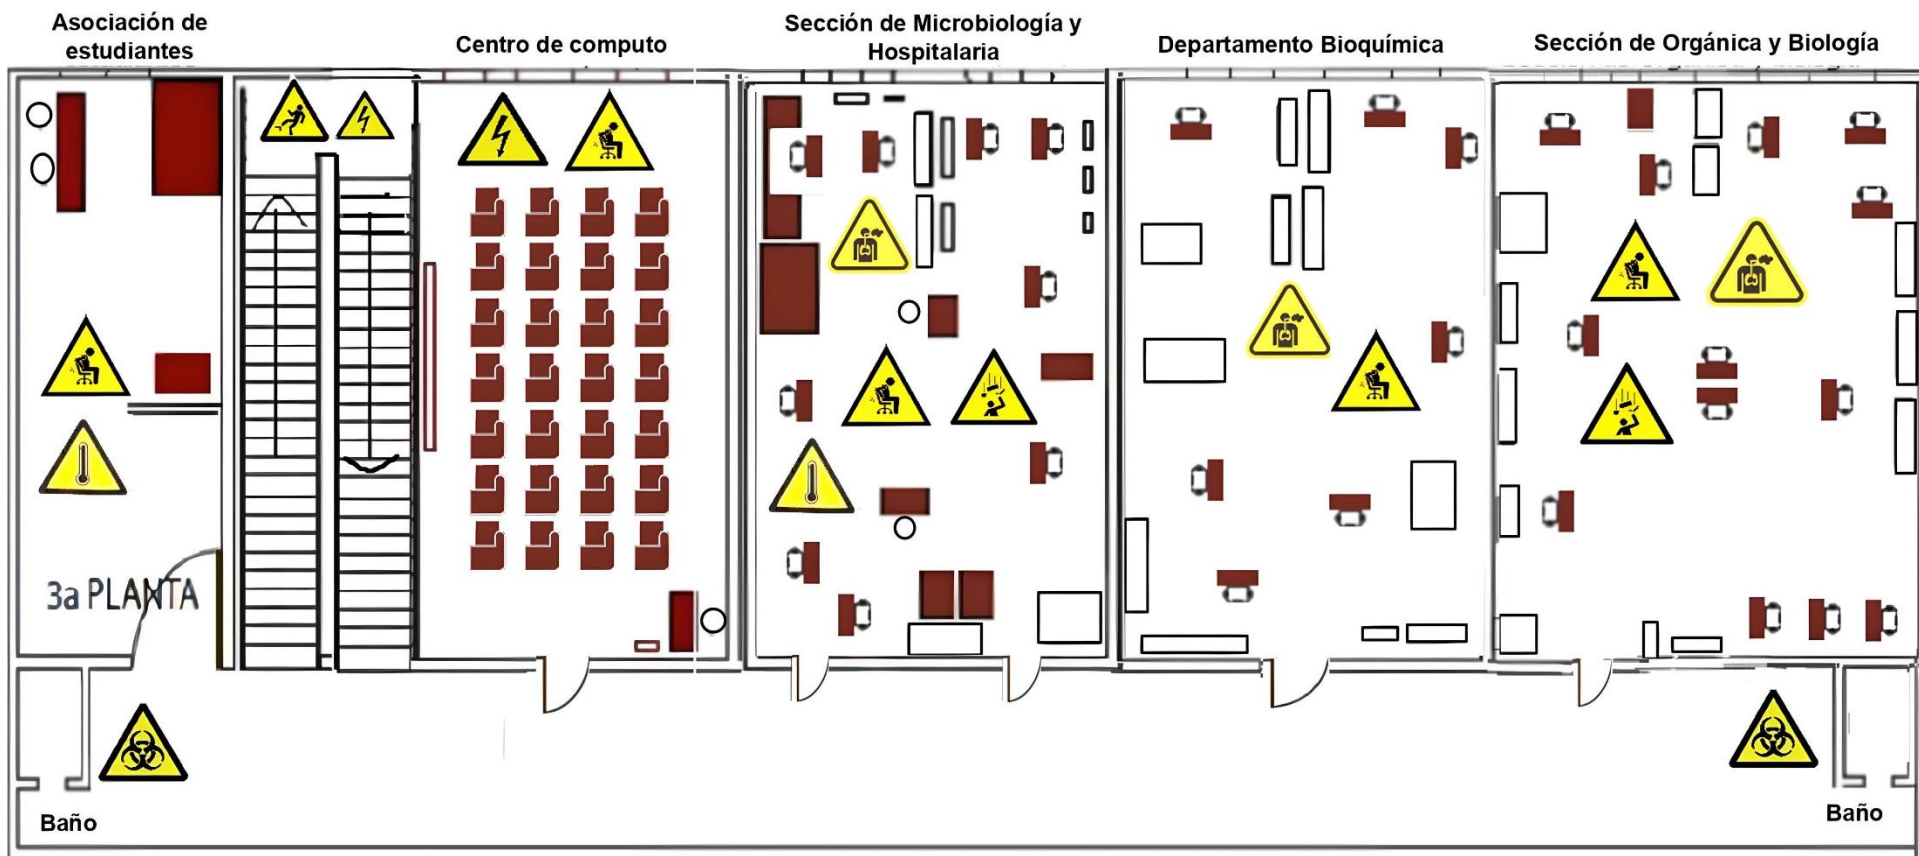 Asociación de
estudiantes
Centro de computo
Sección de Microbiología y
Hospitalaria
Departamento Bioquímica
Sección de Orgánica y Biología
3a PLANTA
Baño
Baño